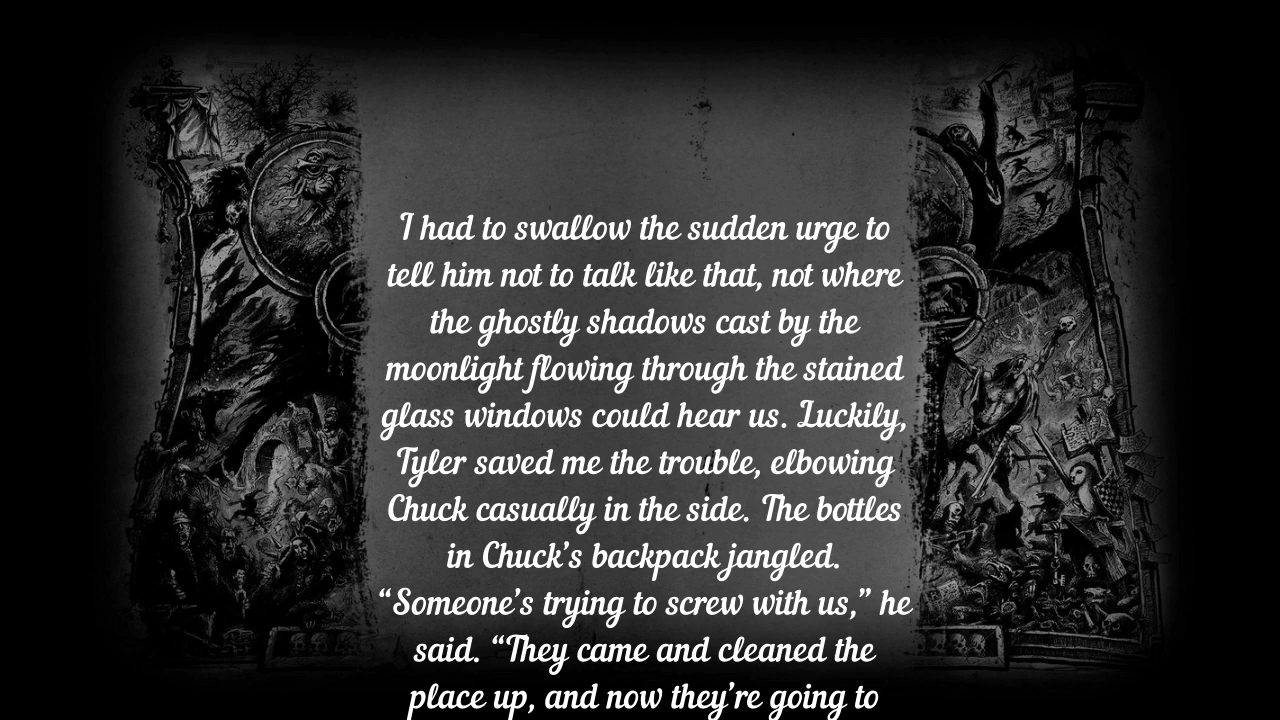 I had to swallow the sudden urge to
tell him not to talk like that, not where
the ghostly shadows cast by the
moonlight flowing through the stained
glass windows could hear us. Luckily,
Tyler saved me the trouble, elbowing
Chuck casually in the side. The bottles
in Chuck’s backpack jangled.
“Someone’s trying to screw with us,” he
said. “They came and cleaned the
place up, and now they’re going to